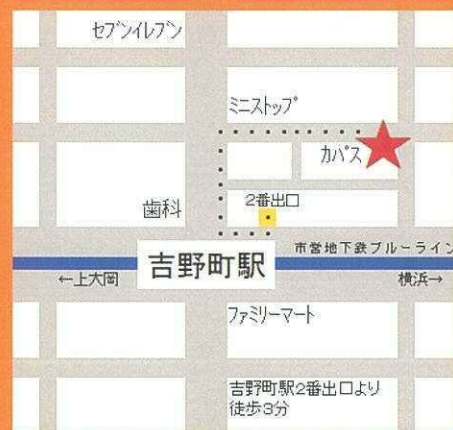 セブンイレブン
ミニストップ
カパス
2番出口
歯科
市営地下鉄ブルーライン
吉野町駅
←上大岡
横浜→
ファミリーマート
吉野町駅2番出口より
徒歩3分